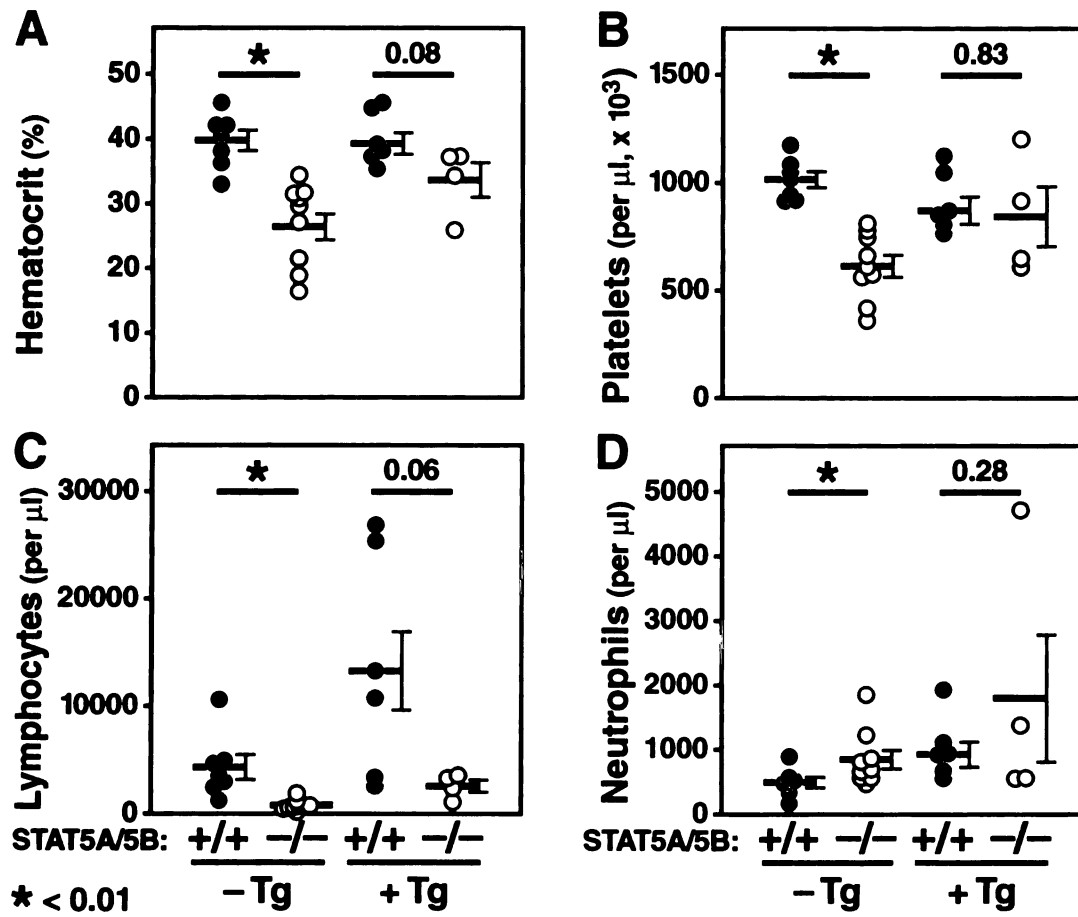 A
Hematocrit (%)
50
40
30
20
10
0
*
0.08
B
Platelets (per μl, x 10³)
1500
1000
500
0
*
0.83
C
Lymphocytes (per μl)
30000
20000
10000
0
*
0.06
D
Neutrophils (per μl)
5000
4000
3000
2000
1000
0
*
0.28
STAT5A/5B: +/+ −/− +/+ −/−
− Tg + Tg
STAT5A/5B: +/+ −/− +/+ −/−
− Tg + Tg
* < 0.01